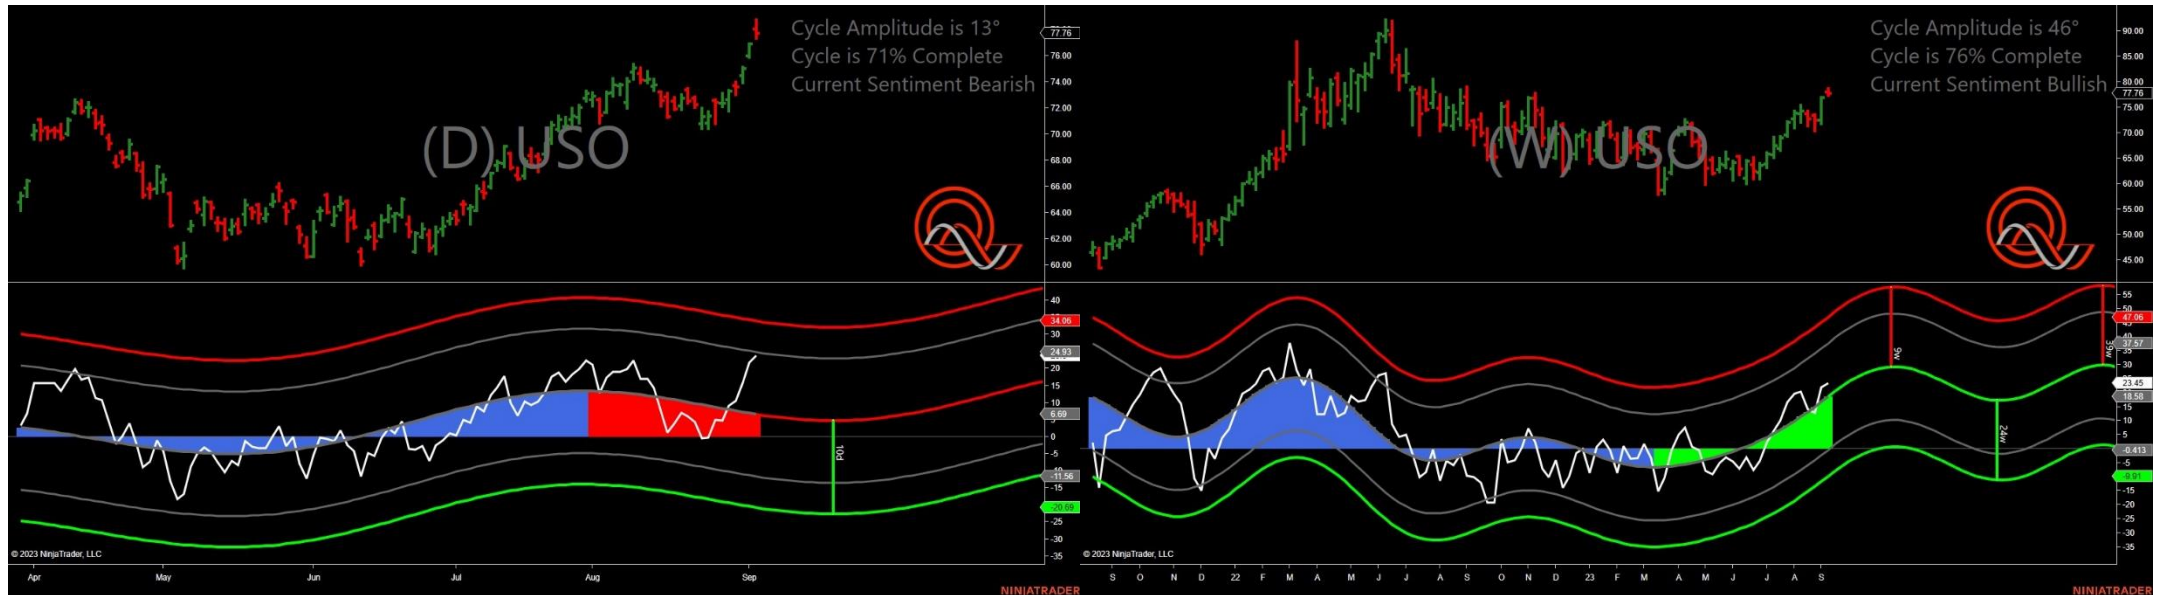 Cycle Amplitude is 13°
Cycle is 71% Complete
Current Sentiment Bearish
(D) USO
77.76
76.00
74.00
72.00
70.00
68.00
66.00
64.00
62.00
60.00
40
34.06
30
24.93
20
15
10
6.69
5
0
-5
-11.56
-15
-20.69
-25
-30
-35
10D
© 2023 NinjaTrader, LLC
Apr May Jun Jul Aug Sep
NINJATRADER
Cycle Amplitude is 46°
Cycle is 76% Complete
Current Sentiment Bullish
(W) USO
90.00
85.00
80.00
77.76
75.00
70.00
65.00
60.00
55.00
50.00
45.00
55
47.06
37.57
30
23.45
18.58
15
5
-0.413
-5
-9.91
-15
-20
-25
-35
9w
24w
39w
© 2023 NinjaTrader, LLC
S O N D 22 F M A M J J A S O N D 23 F M A M J J A S
NINJATRADER